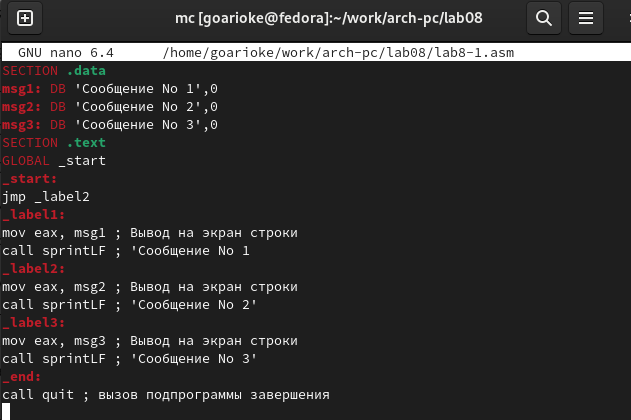 mc [goarioke@fedora]:~/work/arch-pc/lab08
GNU nano 6.4 /home/goarioke/work/arch-pc/lab08/lab8-1.asm
SECTION .data
msg1: DB 'Сообщение No 1',0
msg2: DB 'Сообщение No 2',0
msg3: DB 'Сообщение No 3',0
SECTION .text
GLOBAL _start
_start:
jmp _label2
_label1:
mov eax, msg1 ; Вывод на экран строки
call sprintLF ; 'Сообщение No 1
_label2:
mov eax, msg2 ; Вывод на экран строки
call sprintLF ; 'Сообщение No 2'
_label3:
mov eax, msg3 ; Вывод на экран строки
call sprintLF ; 'Сообщение No 3'
_end:
call quit ; вызов подпрограммы завершения